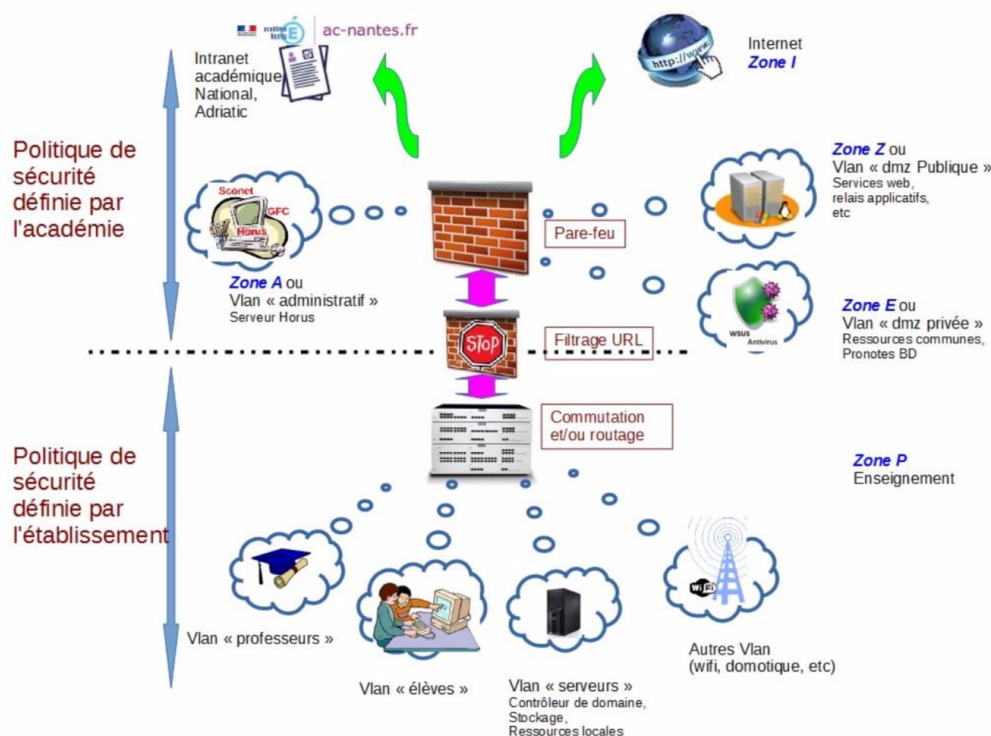 académie
Nantes
É
ac-nantes.fr
Intranet
académique
National,
Adriatic
http://www.
Internet
Zone I
Politique de
sécurité
définie par
l'académie
Sconet
GFC
Horus
Zone A ou
Vlan « administratif »
Serveur Horus
Pare-feu
Zone Z ou
Vlan « dmz Publique »
Services web,
relais applicatifs,
etc
wsus
Antivirus
Zone E ou
Vlan « dmz privée »
Ressources communes,
Pronotes BD
STOP
Filtrage URL
Commutation
et/ou routage
Politique de
sécurité
définie par
l'établissement
Zone P
Enseignement
Vlan « professeurs »
Vlan « élèves »
Vlan « serveurs »
Contrôleur de domaine,
Stockage,
Ressources locales
Wi Fi
Autres Vlan
(wifi, domotique, etc)